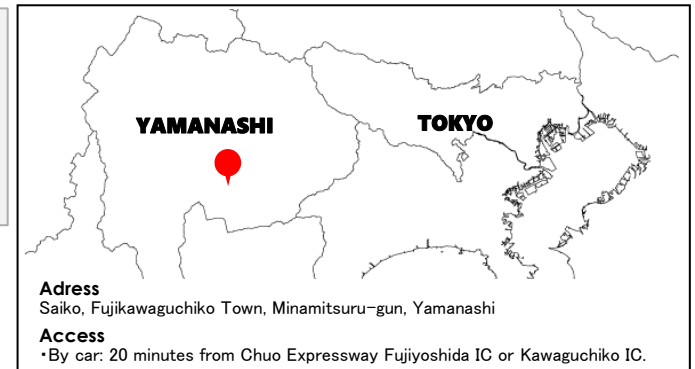 YAMANASHI
TOKYO
Adress
Saiko, Fujikawaguchiko Town, Minamitsuru-gun, Yamanashi
Access
・By car: 20 minutes from Chuo Expressway Fujiyoshida IC or Kawaguchiko IC.